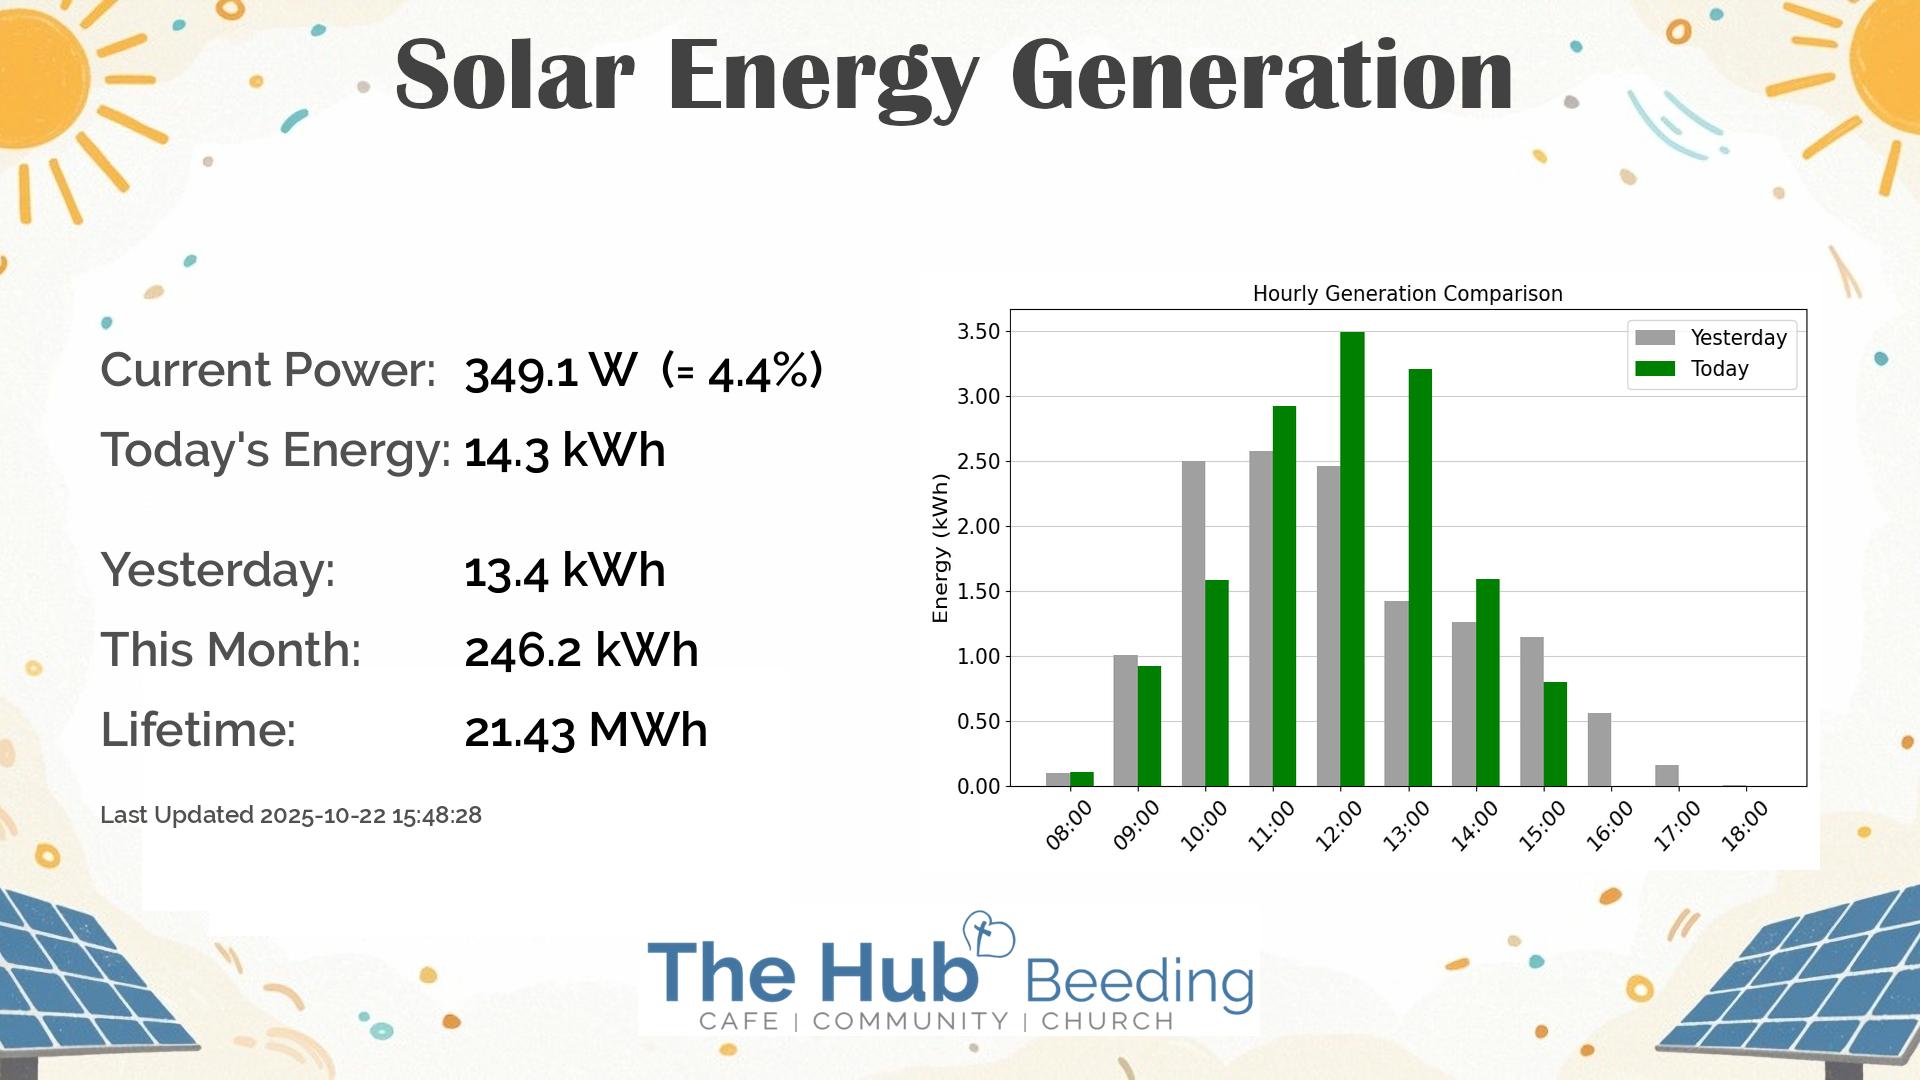 Solar Energy Generation
Current Power: 349.1 W (= 4.4%)
Today's Energy: 14.3 kWh
Yesterday: 13.4 kWh
This Month: 246.2 kWh
Lifetime: 21.43 MWh
Last Updated 2025-10-22 15:48:28
Hourly Generation Comparison
Yesterday
Today
Energy (kWh)
3.50
3.00
2.50
2.00
1.50
1.00
0.50
0.00
08:00 09:00 10:00 11:00 12:00 13:00 14:00 15:00 16:00 17:00 18:00
The Hub Beeding
CAFE | COMMUNITY | CHURCH